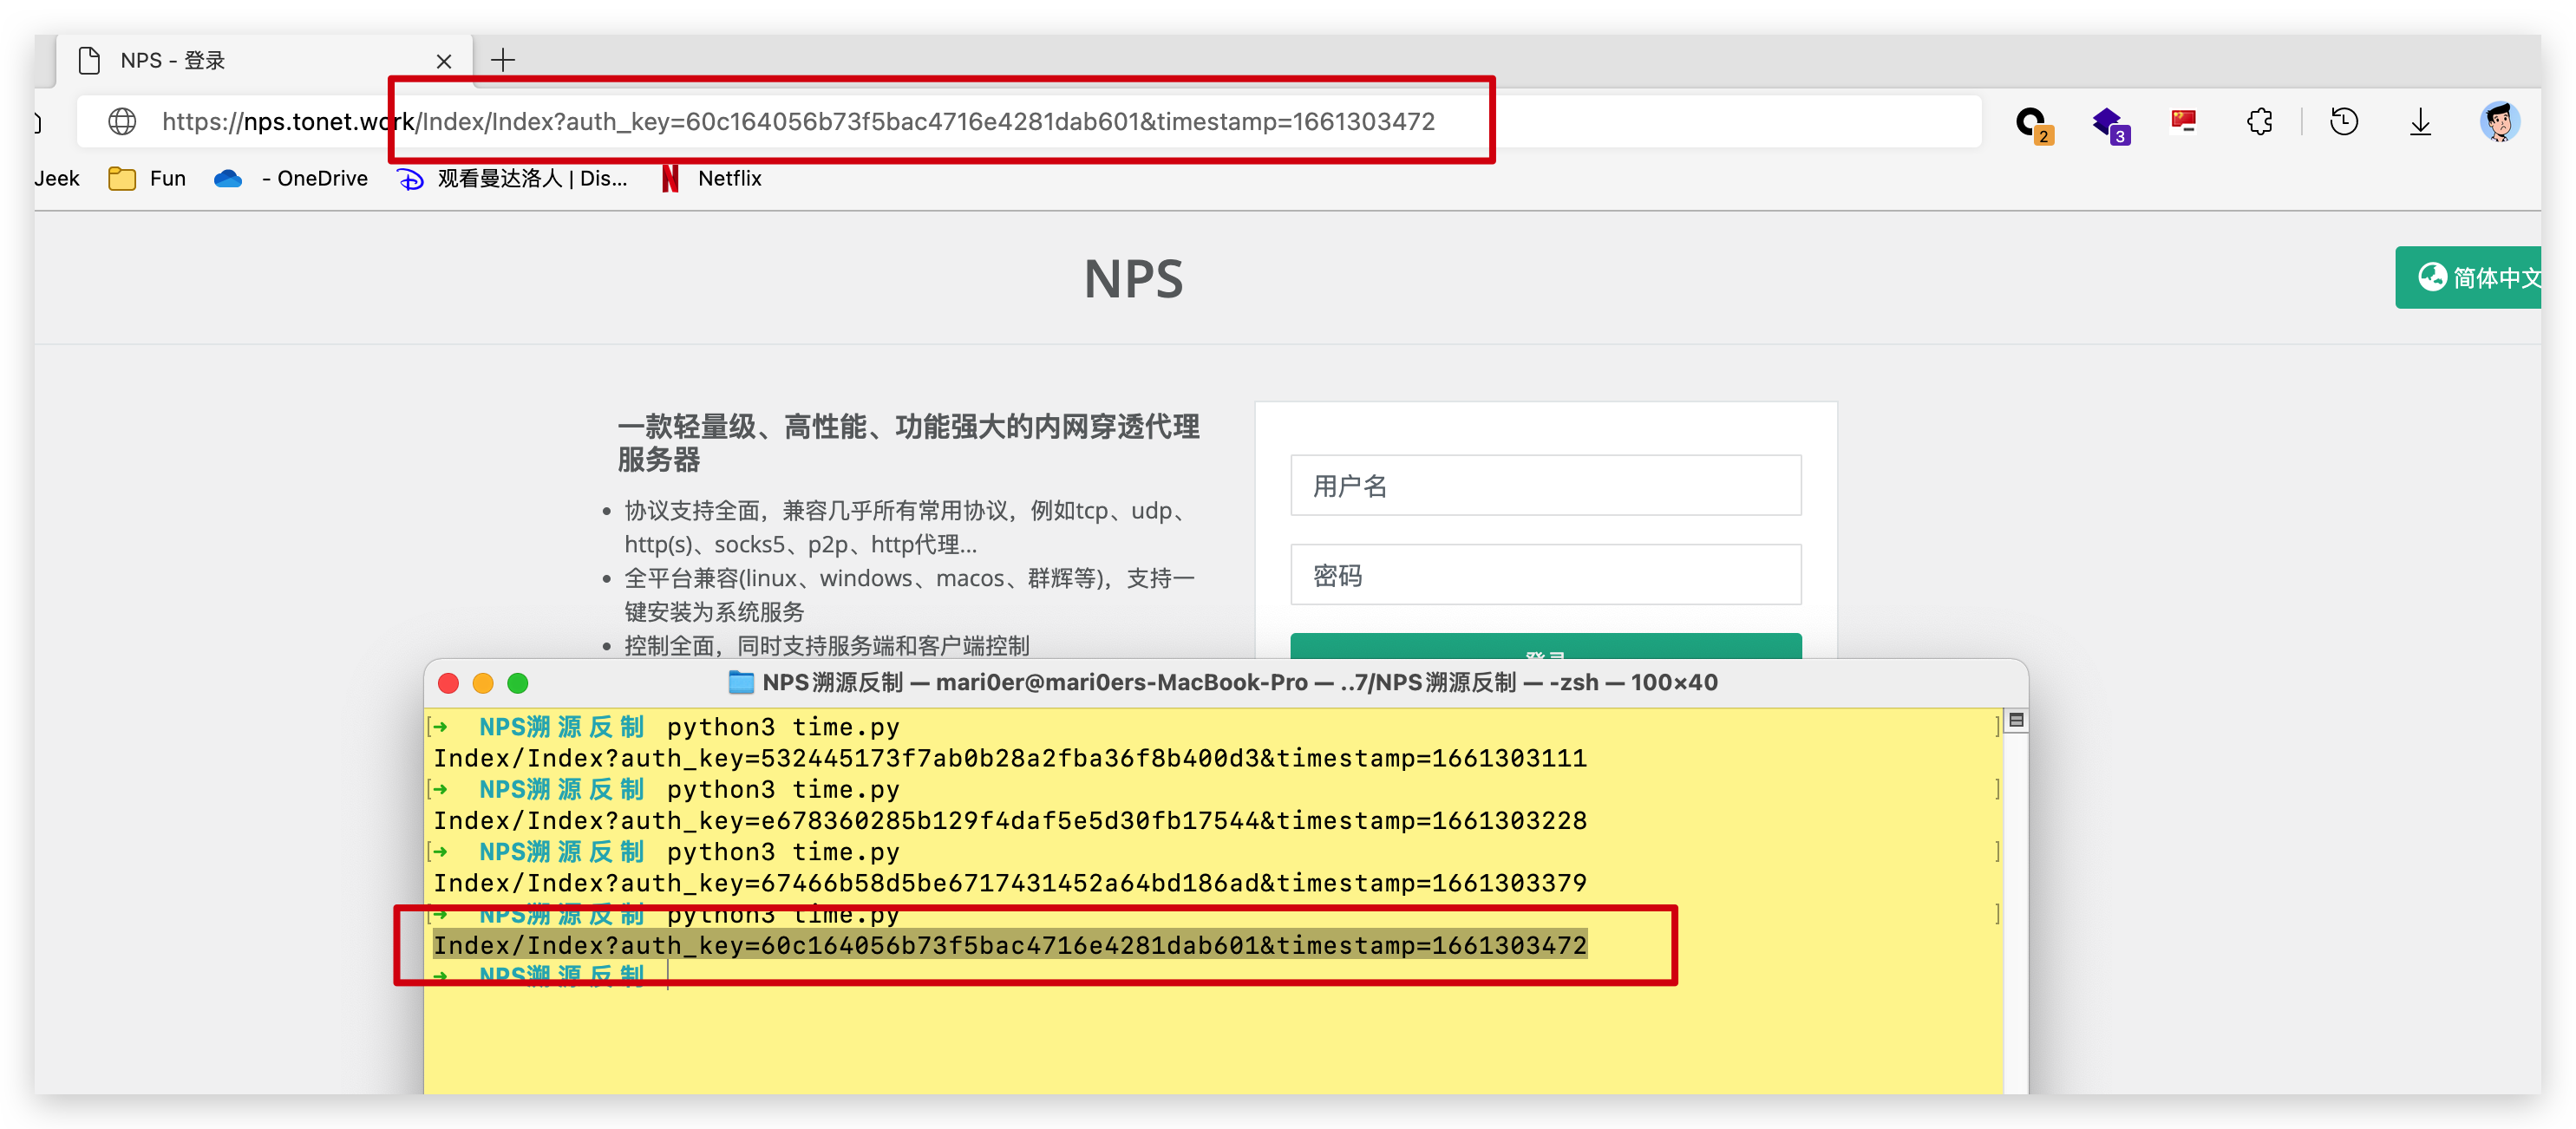 NPS - 登录
https://nps.tonet.work/Index/Index?auth_key=60c164056b73f5bac4716e4281dab601&timestamp=1661303472
2
3
Jeek
Fun
- OneDrive
观看曼达洛人 | Dis...
Netflix
NPS
简体中文
一款轻量级、高性能、功能强大的内网穿透代理
服务器
协议支持全面，兼容几乎所有常用协议，例如tcp、udp、
http(s)、socks5、p2p、http代理...
全平台兼容(linux、windows、macos、群辉等)，支持一
键安装为系统服务
控制全面，同时支持服务端和客户端控制
用户名
密码
登录
NPS溯源反制 — mari0er@mari0ers-MacBook-Pro — ..7/NPS溯源反制 — -zsh — 100×40
[➜ NPS溯源反制 python3 time.py ]
Index/Index?auth_key=532445173f7ab0b28a2fba36f8b400d3&timestamp=1661303111
[➜ NPS溯源反制 python3 time.py ]
Index/Index?auth_key=e678360285b129f4daf5e5d30fb17544&timestamp=1661303228
[➜ NPS溯源反制 python3 time.py ]
Index/Index?auth_key=67466b58d5be6717431452a64bd186ad&timestamp=1661303379
[➜ NPS溯源反制 python3 time.py ]
Index/Index?auth_key=60c164056b73f5bac4716e4281dab601&timestamp=1661303472
➜ NPS溯源反制